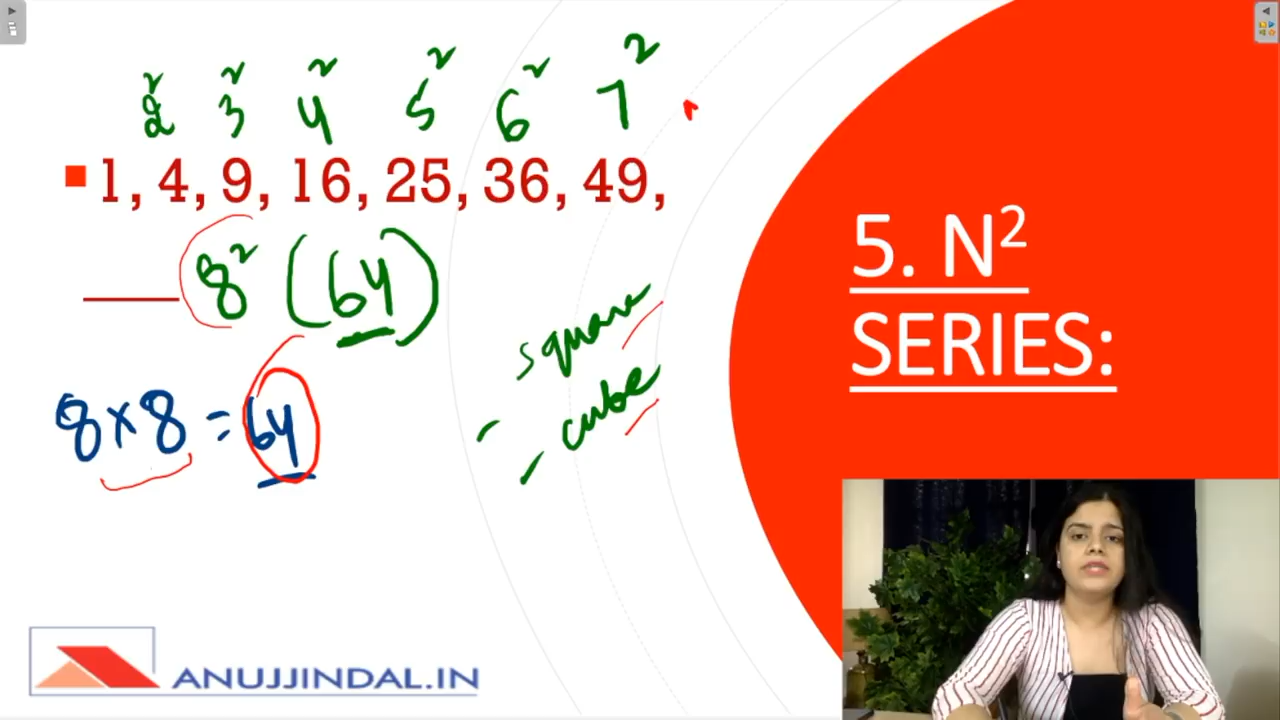 2² 3² 4² 5² 6² 7²
1, 4, 9, 16, 25, 36, 49,
___ 8² (64)
8 × 8 = 64
square
cube
5. N²
SERIES:
ANUJJINDAL.IN